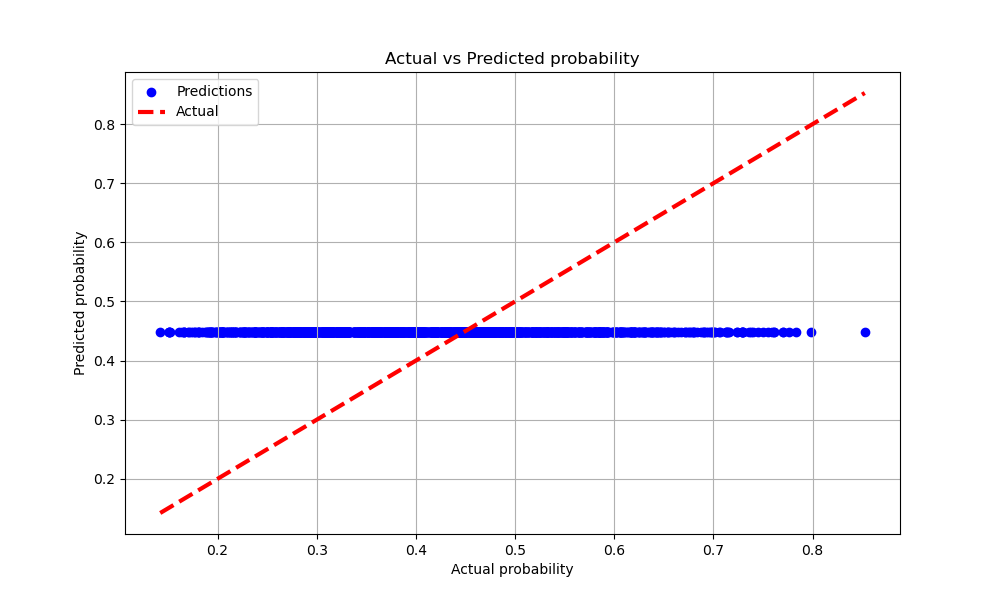 Actual vs Predicted probability
Predictions
Actual
Predicted probability
0.8
0.7
0.6
0.5
0.4
0.3
0.2
0.2 0.3 0.4 0.5 0.6 0.7 0.8
Actual probability